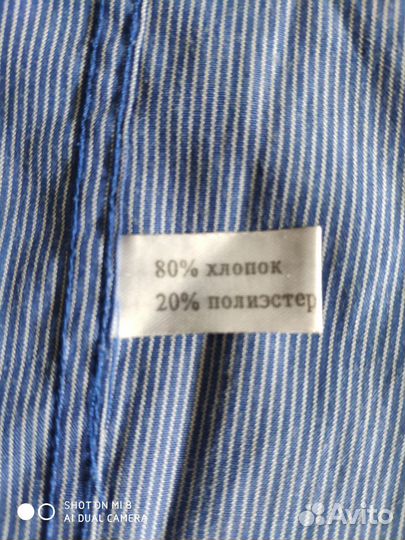 80% хлопок
20% полиэстер
SHOT ON MI 8
AI DUAL CAMERA
Avito